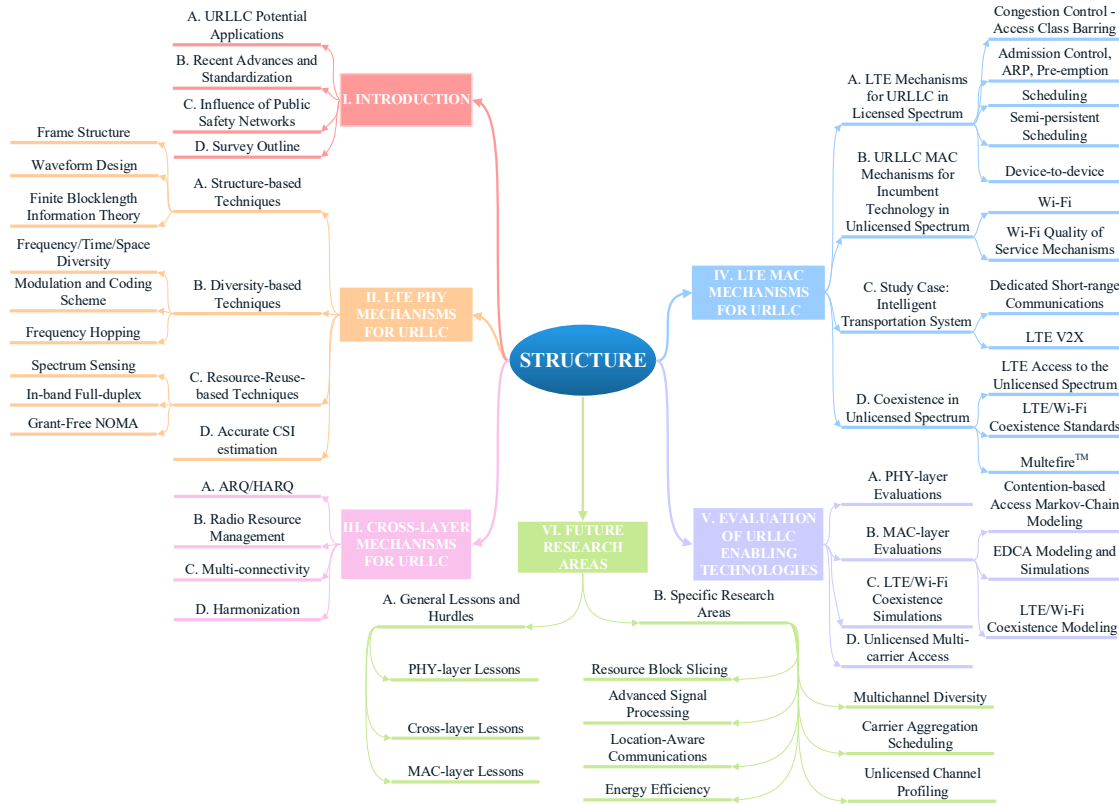 STRUCTURE
I. INTRODUCTION
A. URLLC Potential
Applications
B. Recent Advances and
Standardization
C. Influence of Public
Safety Networks
D. Survey Outline
II. LTE PHY
MECHANISMS
FOR URLLC
A. Structure-based
Techniques
Frame Structure
Waveform Design
Finite Blocklength
Information Theory
B. Diversity-based
Techniques
Frequency/Time/Space
Diversity
Modulation and Coding
Scheme
Frequency Hopping
C. Resource-Reuse-
based Techniques
Spectrum Sensing
In-band Full-duplex
Grant-Free NOMA
D. Accurate CSI
estimation
III. CROSS-LAYER
MECHANISMS
FOR URLLC
A. ARQ/HARQ
B. Radio Resource
Management
C. Multi-connectivity
D. Harmonization
IV. LTE MAC
MECHANISMS
FOR URLLC
A. LTE Mechanisms
for URLLC in
Licensed Spectrum
Congestion Control -
Access Class Barring
Admission Control,
ARP, Pre-emption
Scheduling
Semi-persistent
Scheduling
Device-to-device
B. URLLC MAC
Mechanisms for
Incumbent
Technology in
Unlicensed Spectrum
Wi-Fi
Wi-Fi Quality of
Service Mechanisms
C. Study Case:
Intelligent
Transportation System
Dedicated Short-range
Communications
LTE V2X
D. Coexistence in
Unlicensed Spectrum
LTE Access to the
Unlicensed Spectrum
LTE/Wi-Fi
Coexistence Standards
Multefire™
V. EVALUATION
OF URLLC
ENABLING
TECHNOLOGIES
A. PHY-layer
Evaluations
B. MAC-layer
Evaluations
Contention-based
Access Markov-Chain
Modeling
EDCA Modeling and
Simulations
LTE/Wi-Fi
Coexistence Modeling
C. LTE/Wi-Fi
Coexistence
Simulations
D. Unlicensed Multi-
carrier Access
VI. FUTURE
RESEARCH
AREAS
A. General Lessons and
Hurdles
PHY-layer Lessons
Cross-layer Lessons
MAC-layer Lessons
B. Specific Research
Areas
Resource Block Slicing
Advanced Signal
Processing
Location-Aware
Communications
Energy Efficiency
Multichannel Diversity
Carrier Aggregation
Scheduling
Unlicensed Channel
Profiling